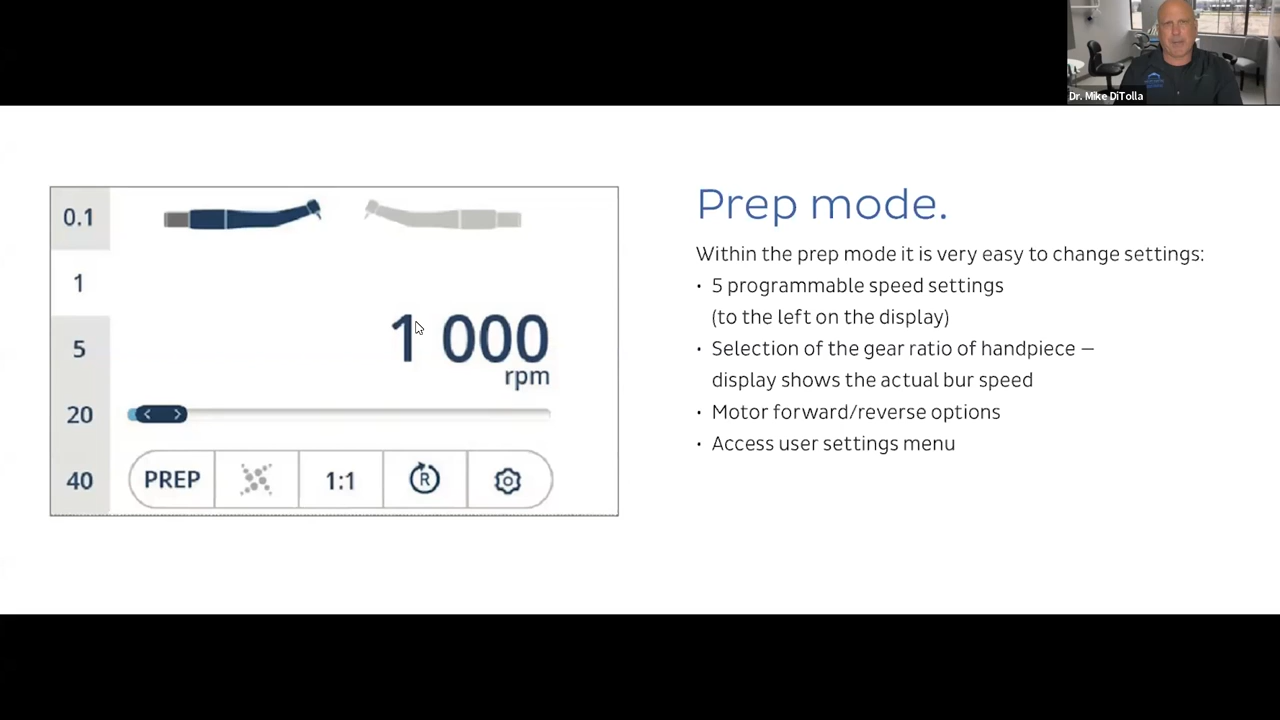 Dr. Mike DiTolla
0.1
1
5
20
40
1 000
rpm
PREP
1:1
R
Prep mode.
Within the prep mode it is very easy to change settings:
• 5 programmable speed settings
(to the left on the display)
• Selection of the gear ratio of handpiece –
display shows the actual bur speed
• Motor forward/reverse options
• Access user settings menu